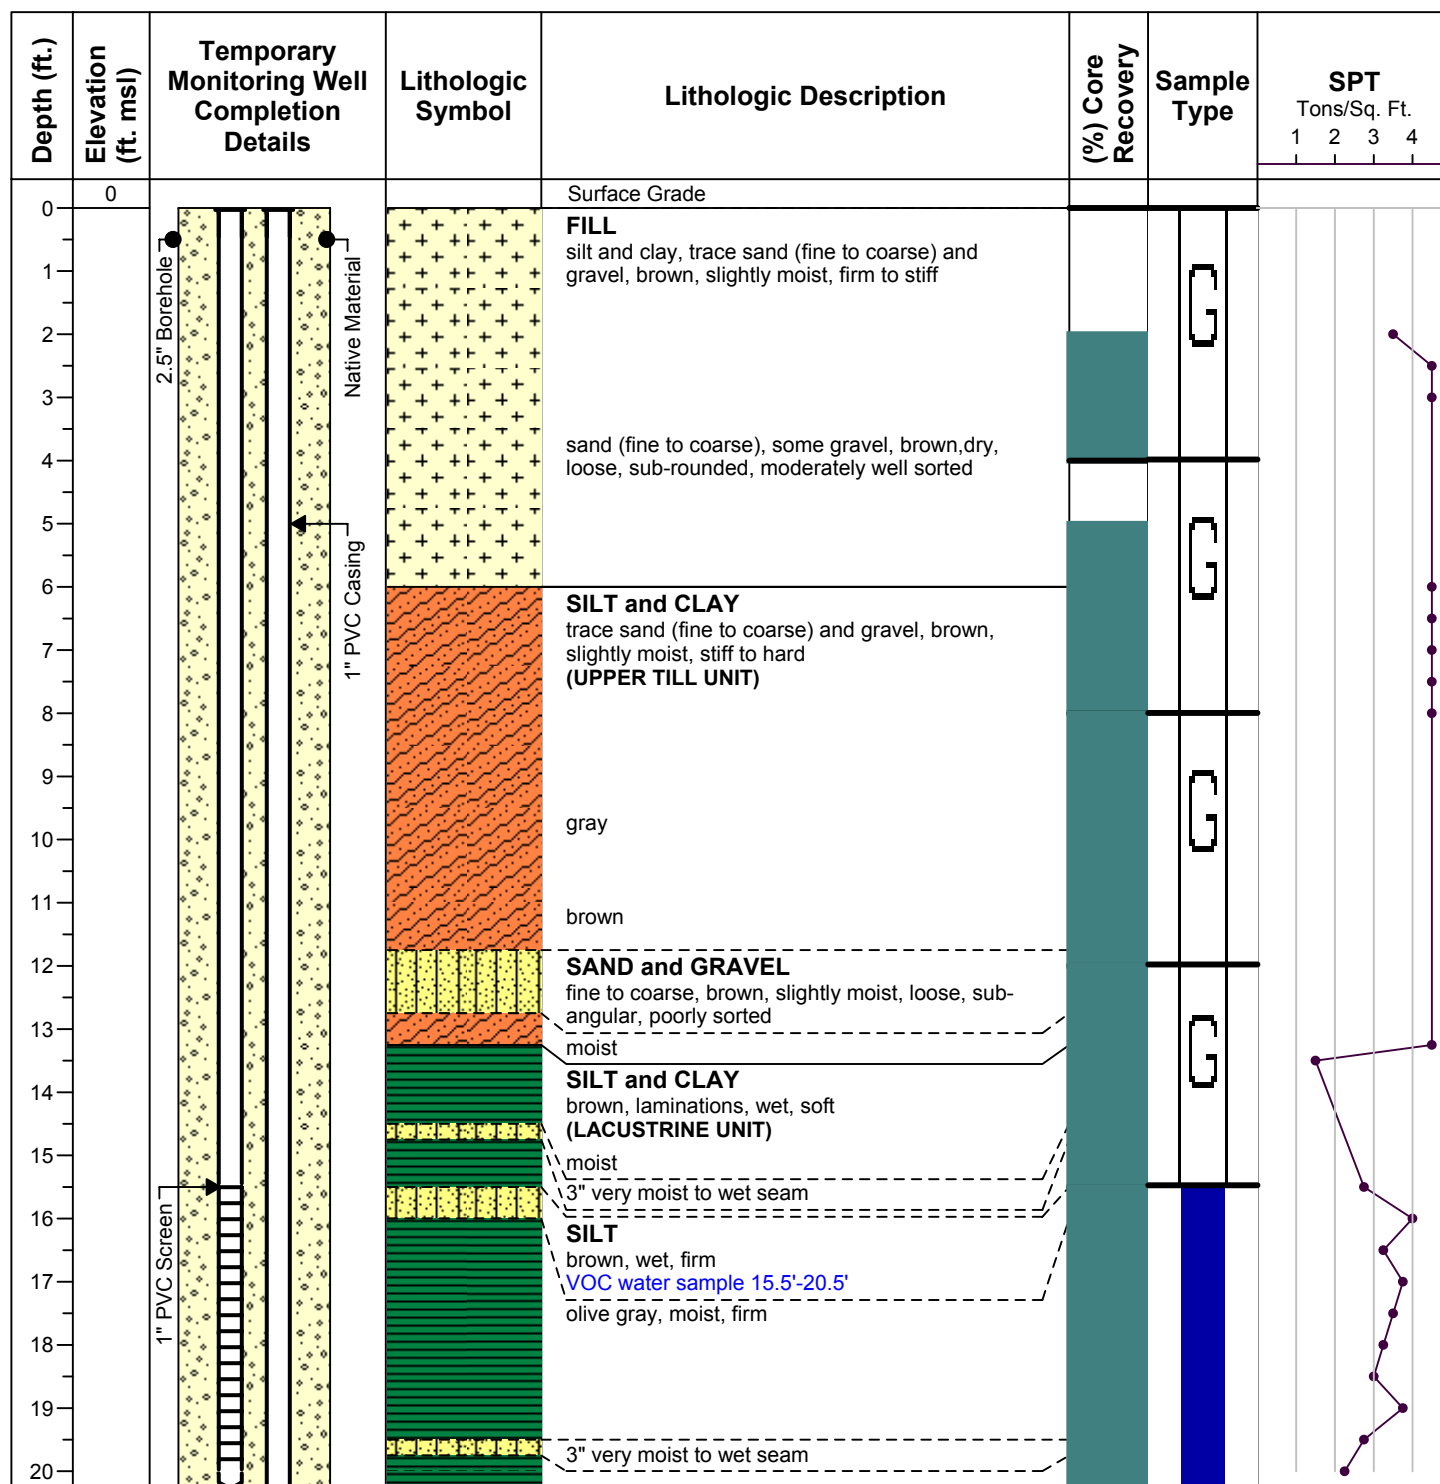 Depth (ft.)
Elevation
(ft. msl)
Temporary
Monitoring Well
Completion
Details
Lithologic
Symbol
Lithologic Description
(%) Core
Recovery
Sample
Type
SPT
Tons/Sq. Ft.
1 2 3 4
0
Surface Grade
0
1
2
3
4
5
6
7
8
9
10
11
12
13
14
15
16
17
18
19
20
2.5" Borehole
Native Material
1" PVC Casing
1" PVC Screen
FILL
silt and clay, trace sand (fine to coarse) and
gravel, brown, slightly moist, firm to stiff
sand (fine to coarse), some gravel, brown,dry,
loose, sub-rounded, moderately well sorted
SILT and CLAY
trace sand (fine to coarse) and gravel, brown,
slightly moist, stiff to hard
(UPPER TILL UNIT)
gray
brown
SAND and GRAVEL
fine to coarse, brown, slightly moist, loose, sub-
angular, poorly sorted
moist
SILT and CLAY
brown, laminations, wet, soft
(LACUSTRINE UNIT)
moist
3" very moist to wet seam
SILT
brown, wet, firm
VOC water sample 15.5'-20.5'
olive gray, moist, firm
3" very moist to wet seam
G
G
G
G